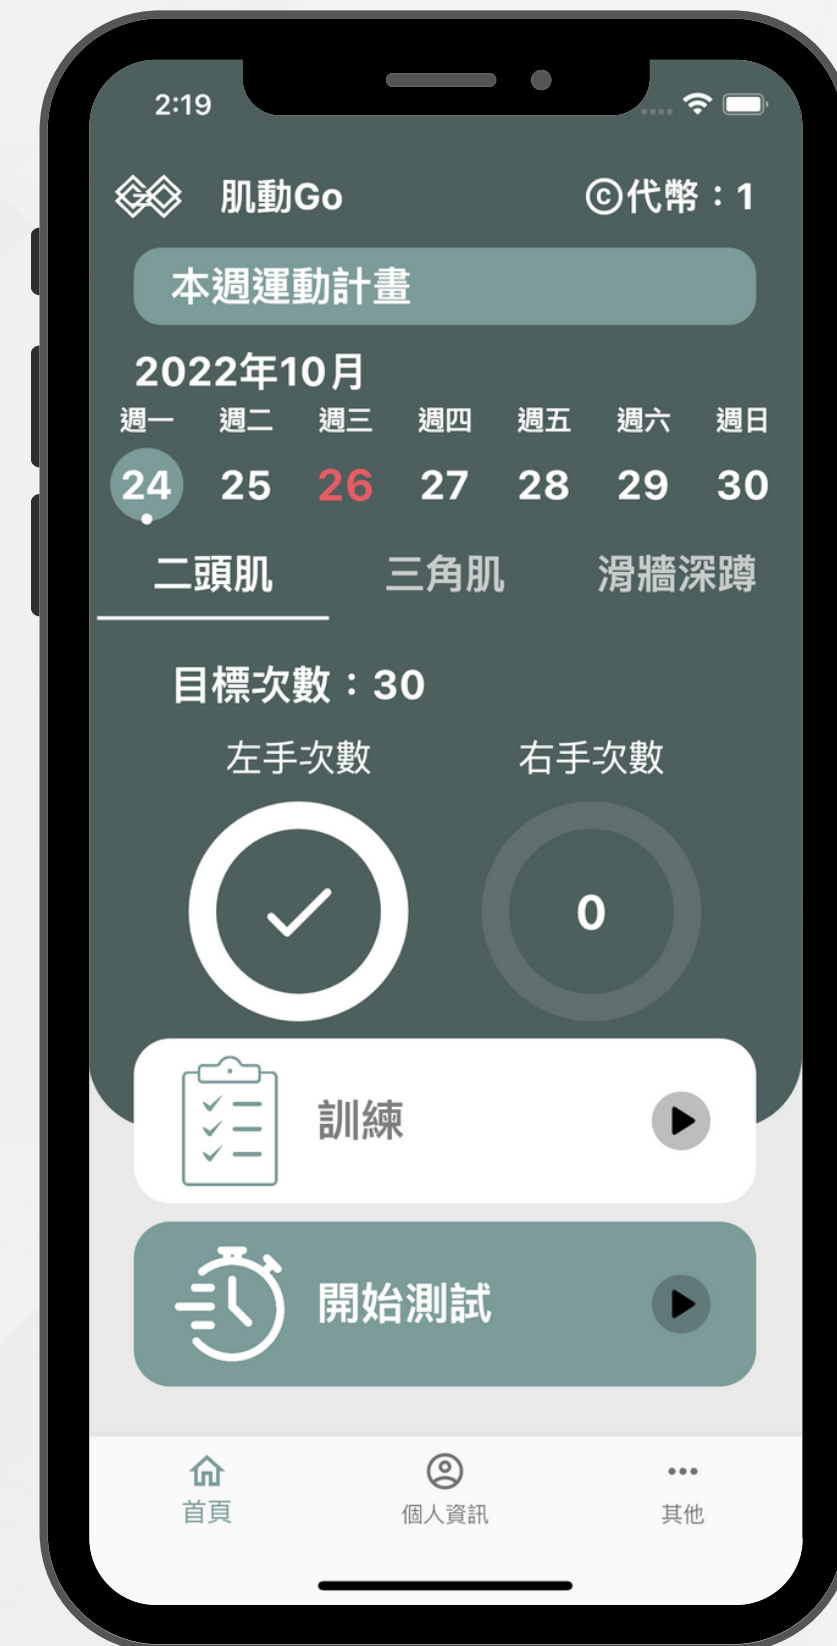 2:19
肌動Go ©代幣：1
本週運動計畫
2022年10月
週一 週二 週三 週四 週五 週六 週日
24 25 26 27 28 29 30
二頭肌 三角肌 滑牆深蹲
目標次數：30
左手次數 右手次數
0
訓練
開始測試
首頁 個人資訊 其他